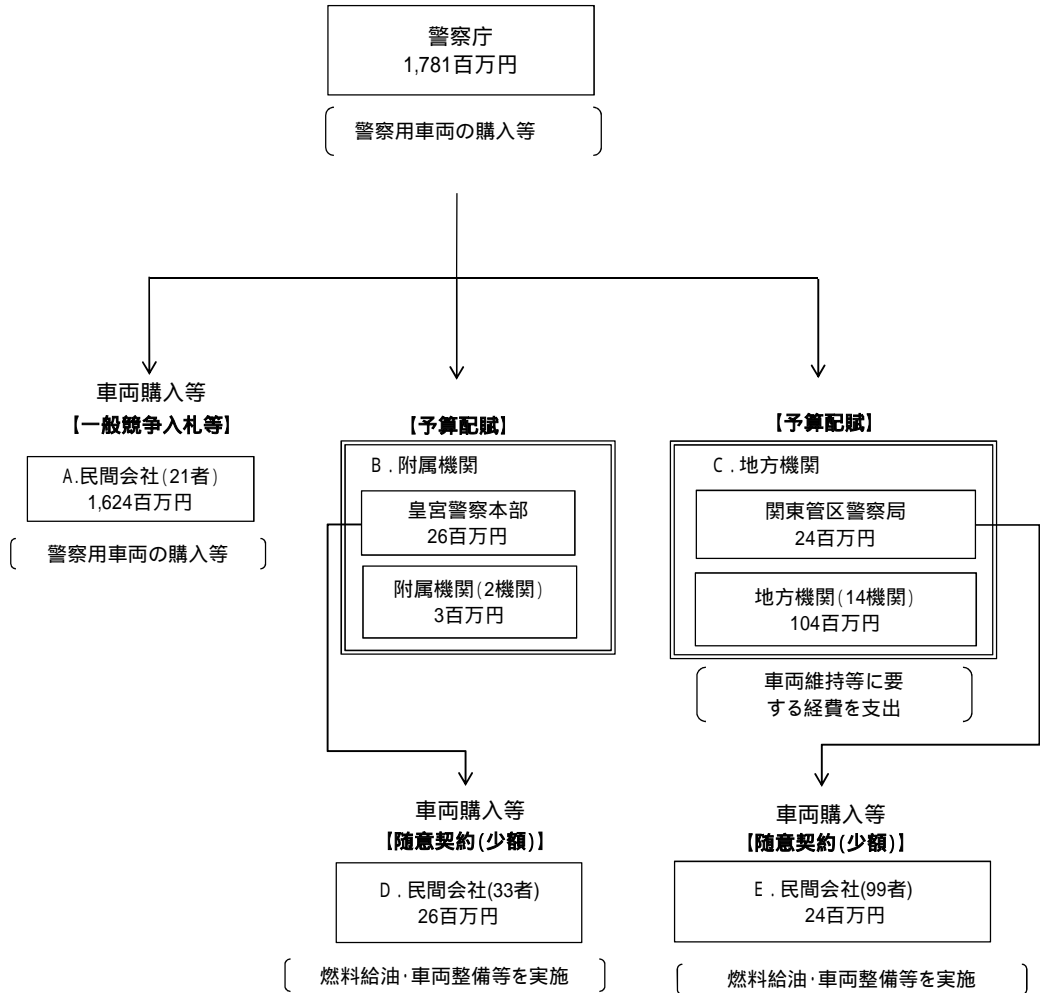 警察庁
1,781百万円
警察用車両の購入等
車両購入等
【一般競争入札等】
A.民間会社(21者)
1,624百万円
警察用車両の購入等
【予算配賦】
B．附属機関
皇宮警察本部
26百万円
附属機関(2機関)
3百万円
【予算配賦】
C．地方機関
関東管区警察局
24百万円
地方機関(14機関)
104百万円
車両維持等に要
する経費を支出
車両購入等
【随意契約(少額)】
D．民間会社(33者)
26百万円
燃料給油･車両整備等を実施
車両購入等
【随意契約(少額)】
E．民間会社(99者)
24百万円
燃料給油･車両整備等を実施